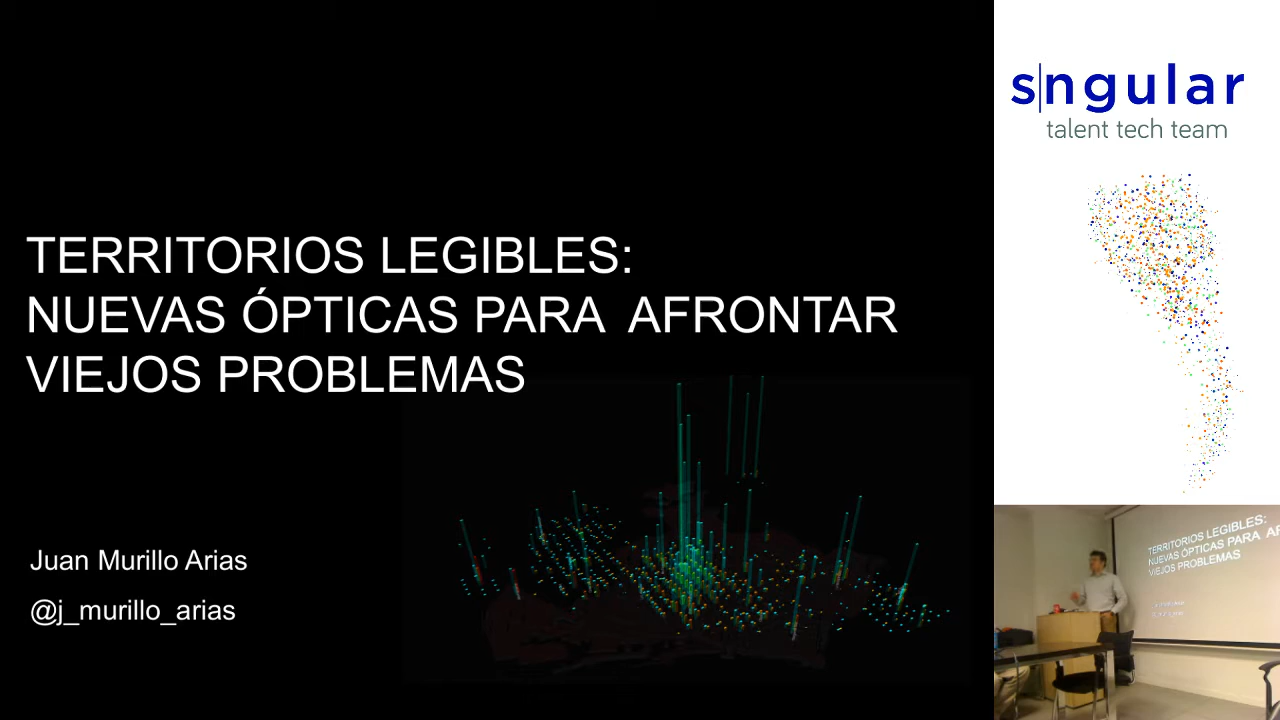 TERRITORIOS LEGIBLES:
NUEVAS ÓPTICAS PARA AFRONTAR
VIEJOS PROBLEMAS
Juan Murillo Arias
@j_murillo_arias
s|ngular
talent tech team
TERRITORIOS LEGIBLES:
NUEVAS ÓPTICAS PARA AF
VIEJOS PROBLEMAS